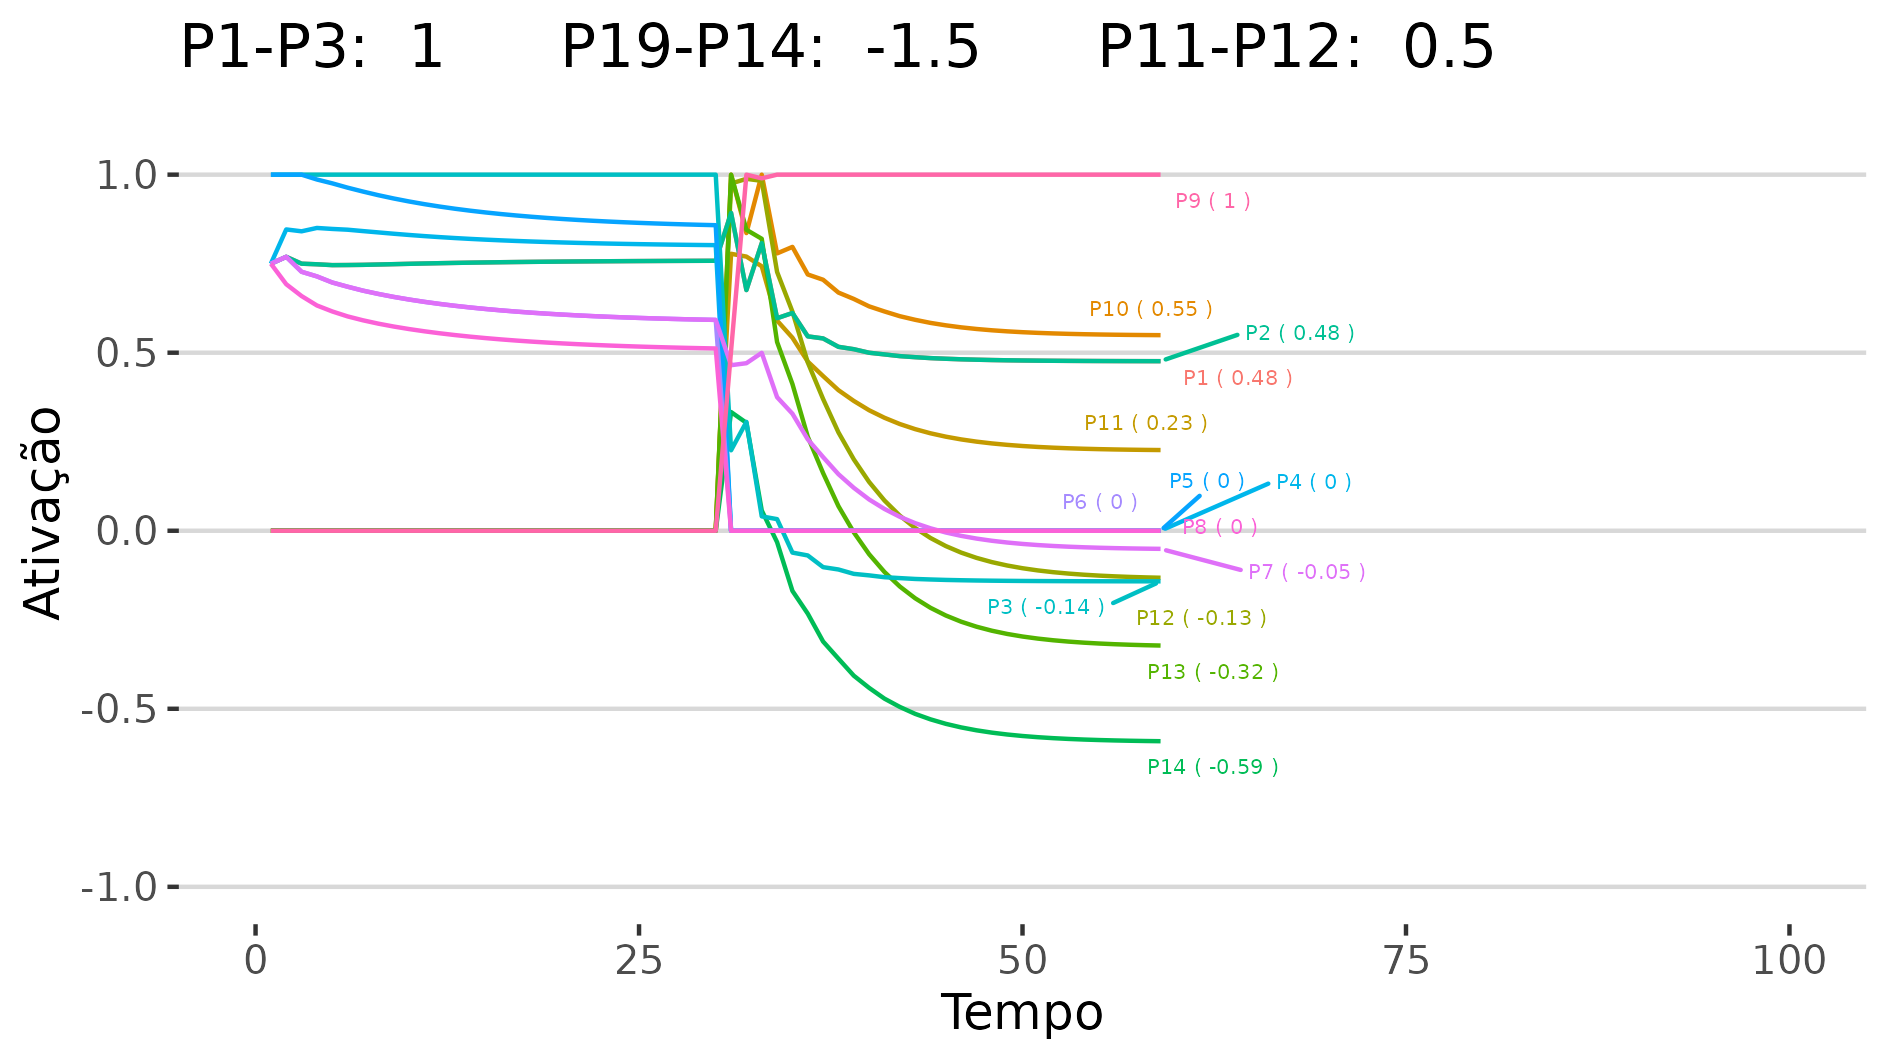 P1-P3: 1 P19-P14: -1.5 P11-P12: 0.5
1.0
P9 ( 1 )
P10 ( 0.55 )
P2 ( 0.48 )
0.5
P1 ( 0.48 )
P11 ( 0.23 )
P5 ( 0 )
P4 ( 0 )
P6 ( 0 )
0.0
P8 ( 0 )
P7 ( -0.05 )
P3 ( -0.14 )
P12 ( -0.13 )
P13 ( -0.32 )
-0.5
P14 ( -0.59 )
-1.0
Ativação
0 25 50 75 100
Tempo